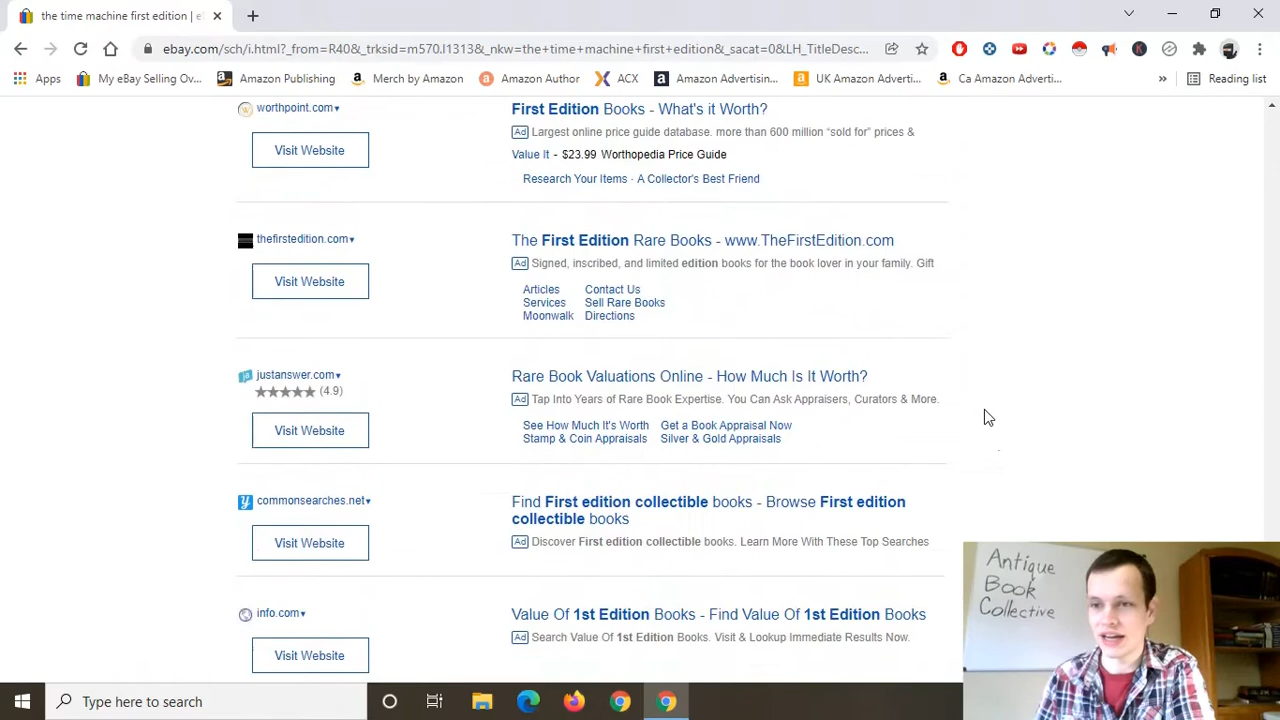 the time machine first edition | e
ebay.com/sch/i.html?_from=R40&_trksid=m570.l1313&_nkw=the+time+machine+first+edition&_sacat=0&LH_TitleDesc...
Apps My eBay Selling Ov... Amazon Publishing Merch by Amazon Amazon Author ACX Amazon Advertising... UK Amazon Adverti... Ca Amazon Adverti... » Reading list
worthpoint.com
First Edition Books - What's it Worth?
Ad Largest online price guide database. more than 600 million “sold for” prices &
Visit Website
Value It - $23.99 Worthopedia Price Guide
Research Your Items · A Collector's Best Friend
thefirstedition.com
The First Edition Rare Books - www.TheFirstEdition.com
Ad Signed, inscribed, and limited edition books for the book lover in your family. Gift
Visit Website
Articles Contact Us
Services Sell Rare Books
Moonwalk Directions
justanswer.com
(4.9)
Rare Book Valuations Online - How Much Is It Worth?
Ad Tap Into Years of Rare Book Expertise. You Can Ask Appraisers, Curators & More.
Visit Website
See How Much It's Worth Get a Book Appraisal Now
Stamp & Coin Appraisals Silver & Gold Appraisals
commonsearches.net
Find First edition collectible books - Browse First edition
collectible books
Visit Website
Ad Discover First edition collectible books. Learn More With These Top Searches
info.com
Value Of 1st Edition Books - Find Value Of 1st Edition Books
Ad Search Value Of 1st Edition Books. Visit & Lookup Immediate Results Now.
Visit Website
Antique
Book
Collective
Type here to search